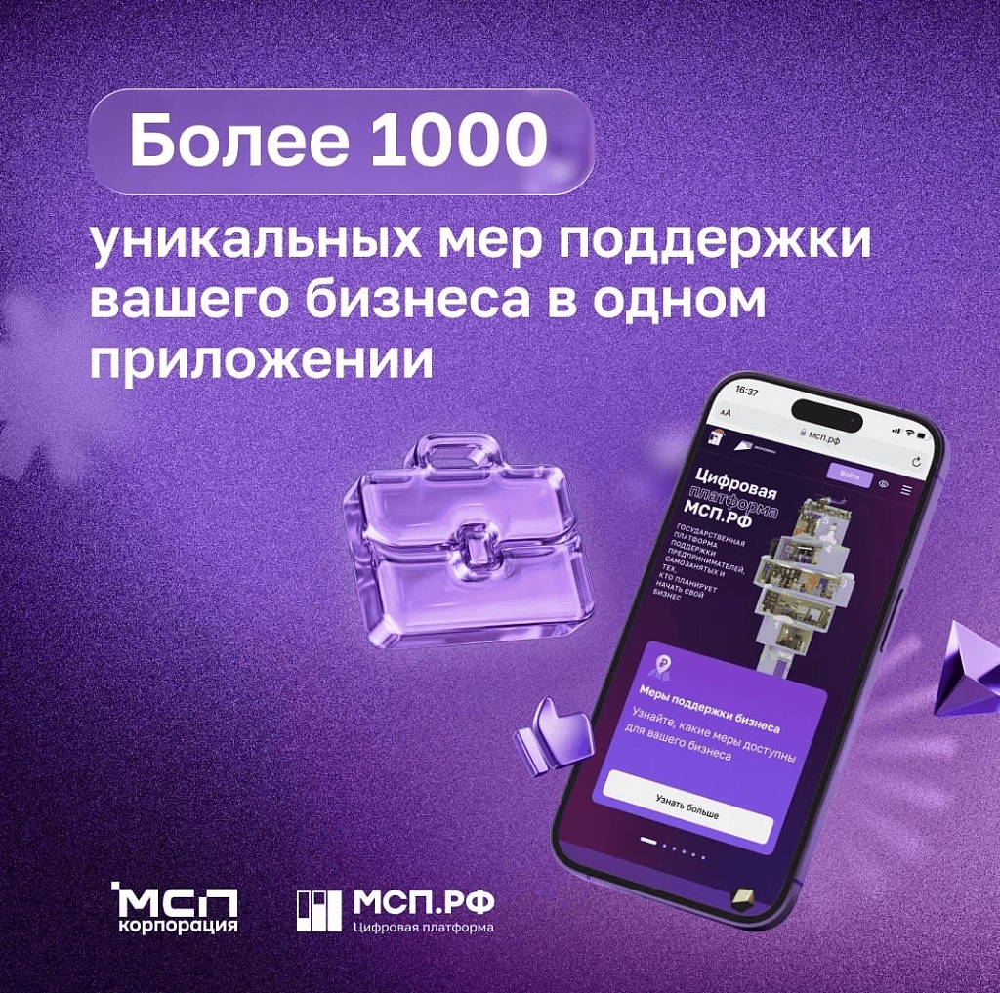 Более 1000
уникальных мер поддержки
вашего бизнеса в одном
приложении
16:37
AA
мсп.рф
Войти
Цифровая
платформа
МСП.РФ
ГОСУДАРСТВЕННАЯ
ПЛАТФОРМА
ПОДДЕРЖКИ
ПРЕДПРИНИМАТЕЛЕЙ,
САМОЗАНЯТЫХ И
ТЕХ,
КТО ПЛАНИРУЕТ
НАЧАТЬ СВОЙ
БИЗНЕС
Меры поддержки бизнеса
Узнайте, какие меры доступны
для вашего бизнеса
Узнать больше
МСП
корпорация
МСП.РФ
Цифровая платформа